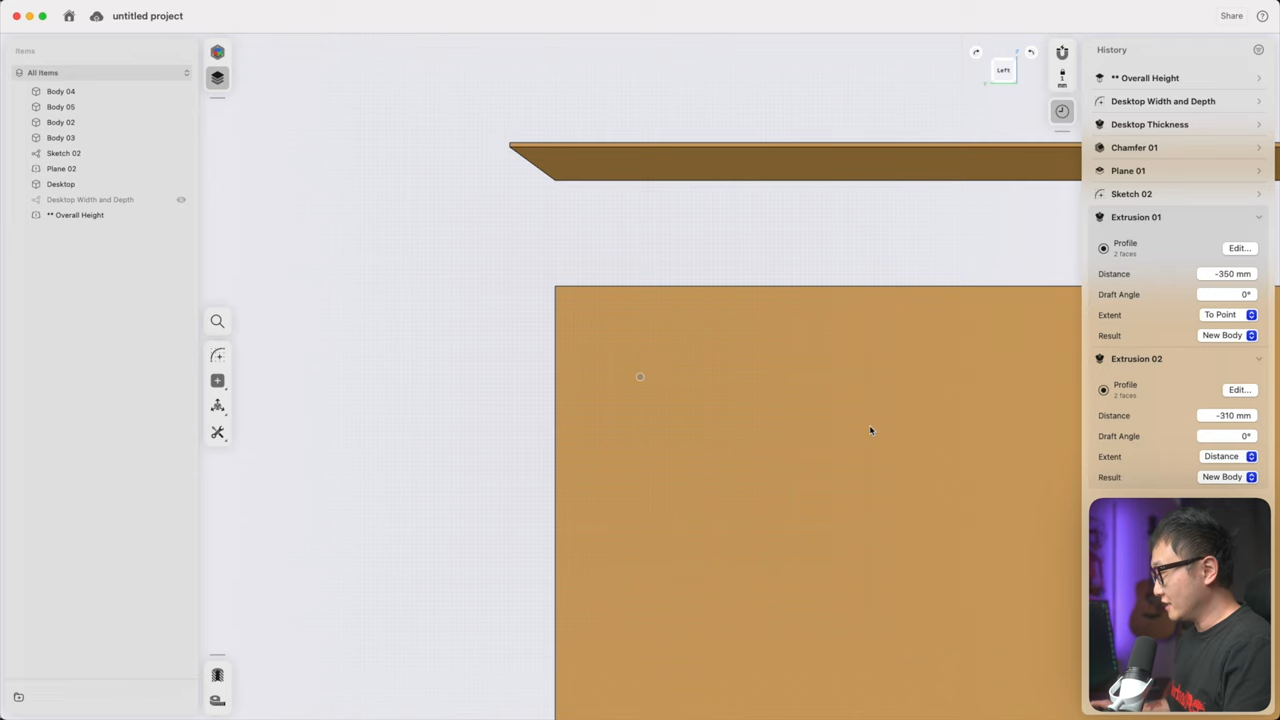 untitled project
Share
Items
All Items
Body 04
Body 05
Body 02
Body 03
Sketch 02
Plane 02
Desktop
Desktop Width and Depth
** Overall Height
Left
1
mm
History
** Overall Height
Desktop Width and Depth
Desktop Thickness
Chamfer 01
Plane 01
Sketch 02
Extrusion 01
Profile
2 faces
Edit...
Distance
-350 mm
Draft Angle
0°
Extent
To Point
Result
New Body
Extrusion 02
Profile
2 faces
Edit...
Distance
-310 mm
Draft Angle
0°
Extent
Distance
Result
New Body